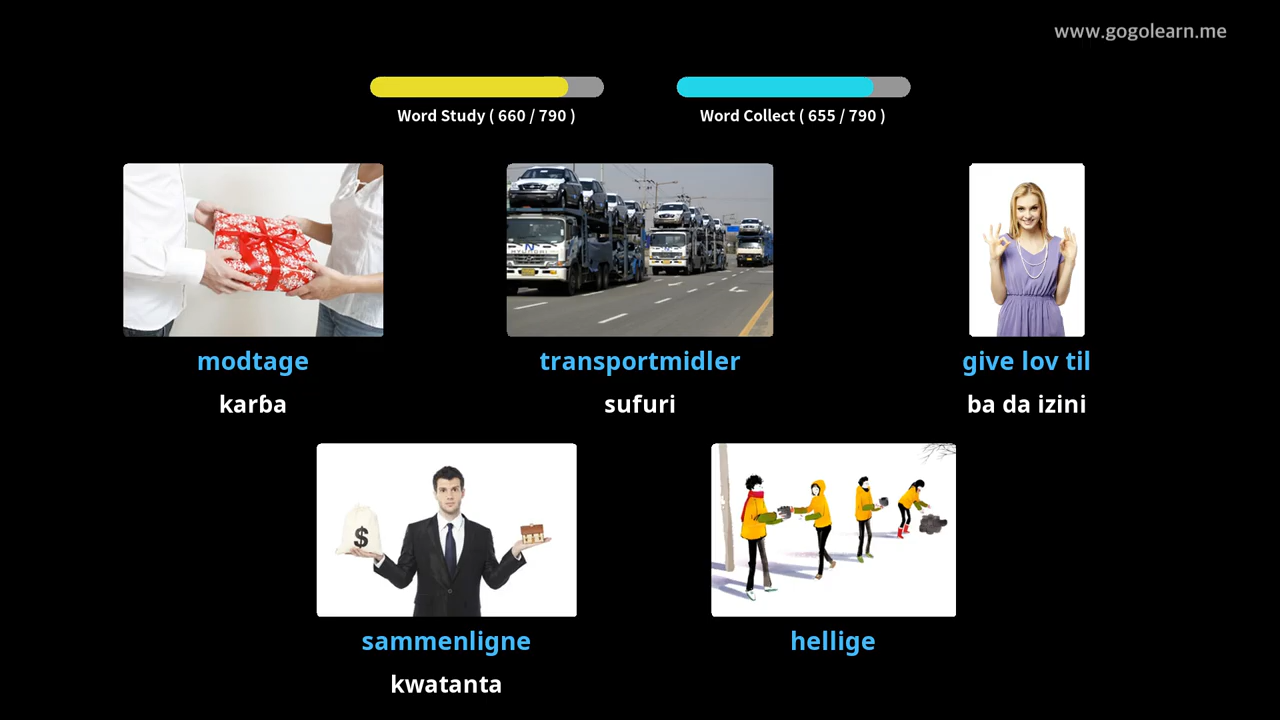 www.gogolearn.me
Word Study ( 660 / 790 )
Word Collect ( 655 / 790 )
modtage
transportmidler
give lov til
karɓa
sufuri
ba da izini
$
sammenligne
hellige
kwatanta